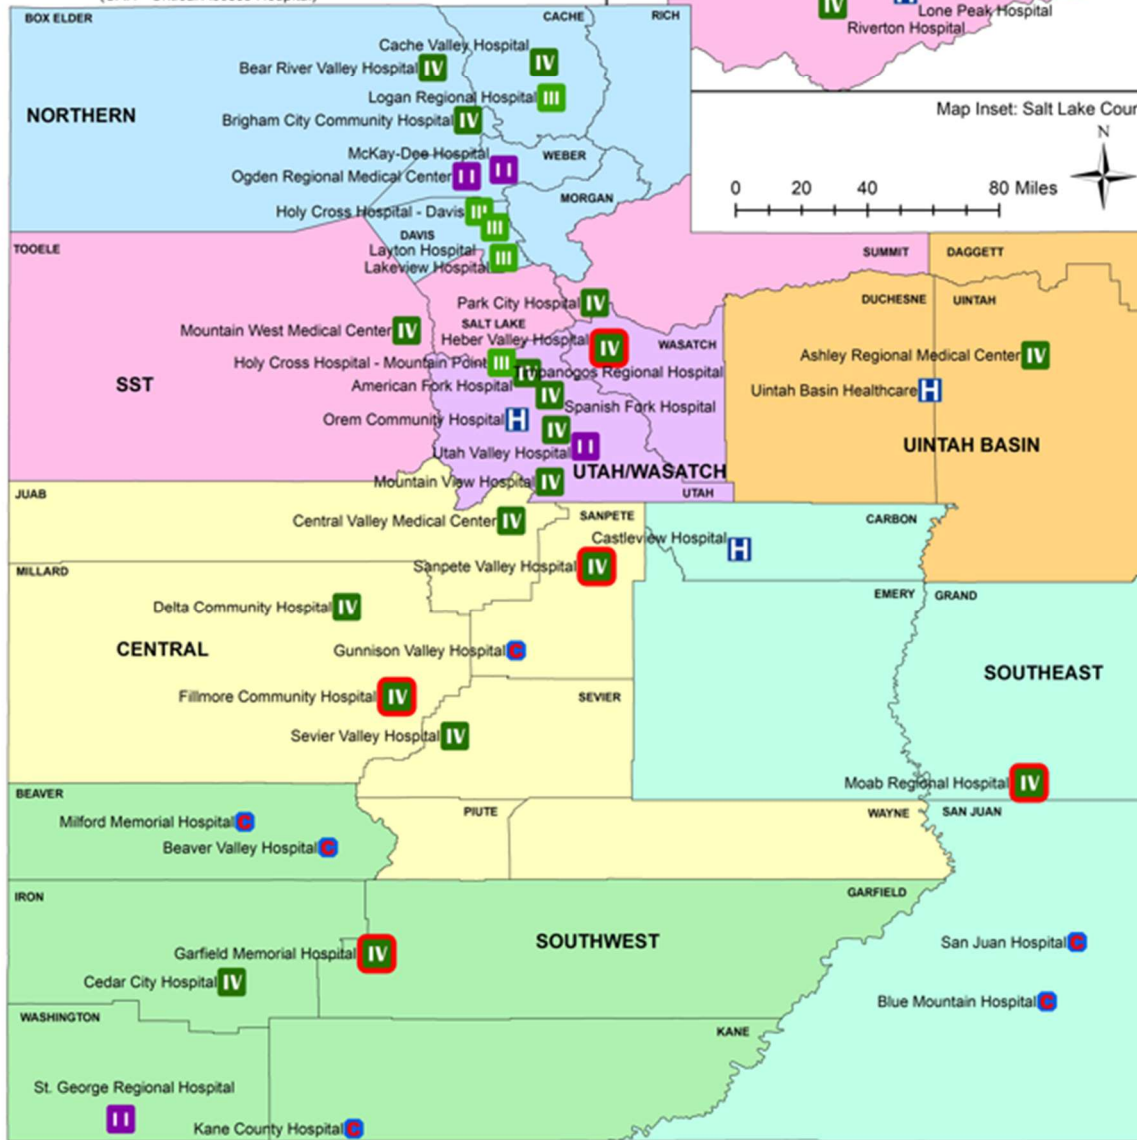 BOX ELDER
CACHE
RICH
IV
Lone Peak Hospital
Riverton Hospital
Cache Valley Hospital IV
Bear River Valley Hospital IV
Logan Regional Hospital III
NORTHERN
Brigham City Community Hospital IV
Map Inset: Salt Lake Cour
N
McKay-Dee Hospital II
WEBER
Ogden Regional Medical Center II
0 20 40 80 Miles
MORGAN
Holy Cross Hospital - Davis III
III
DAVIS
TOOELE
Layton Hospital
SUMMIT
DAGGETT
Lakeview Hospital III
Park City Hospital IV
DUCHESNE
UINTAH
SALT LAKE
Mountain West Medical Center IV
Heber Valley Hospital IV
WASATCH
Ashley Regional Medical Center IV
Holy Cross Hospital - Mountain Point III
IV Timpanogos Regional Hospital
SST
American Fork Hospital IV
Uintah Basin Healthcare H
Spanish Fork Hospital
Orem Community Hospital H
IV
UINTAH BASIN
Utah Valley Hospital II
UTAH/WASATCH
Mountain View Hospital IV
UTAH
JUAB
SANPETE
CARBON
Central Valley Medical Center IV
Castleview Hospital H
Sanpete Valley Hospital IV
MILLARD
EMERY
GRAND
Delta Community Hospital IV
CENTRAL
Gunnison Valley Hospital C
SOUTHEAST
Fillmore Community Hospital IV
SEVIER
Sevier Valley Hospital IV
Moab Regional Hospital IV
BEAVER
PIUTE
WAYNE
SAN JUAN
Milford Memorial Hospital C
Beaver Valley Hospital C
IRON
GARFIELD
SOUTHWEST
San Juan Hospital C
Garfield Memorial Hospital IV
Cedar City Hospital IV
Blue Mountain Hospital C
WASHINGTON
KANE
St. George Regional Hospital
II
Kane County Hospital C